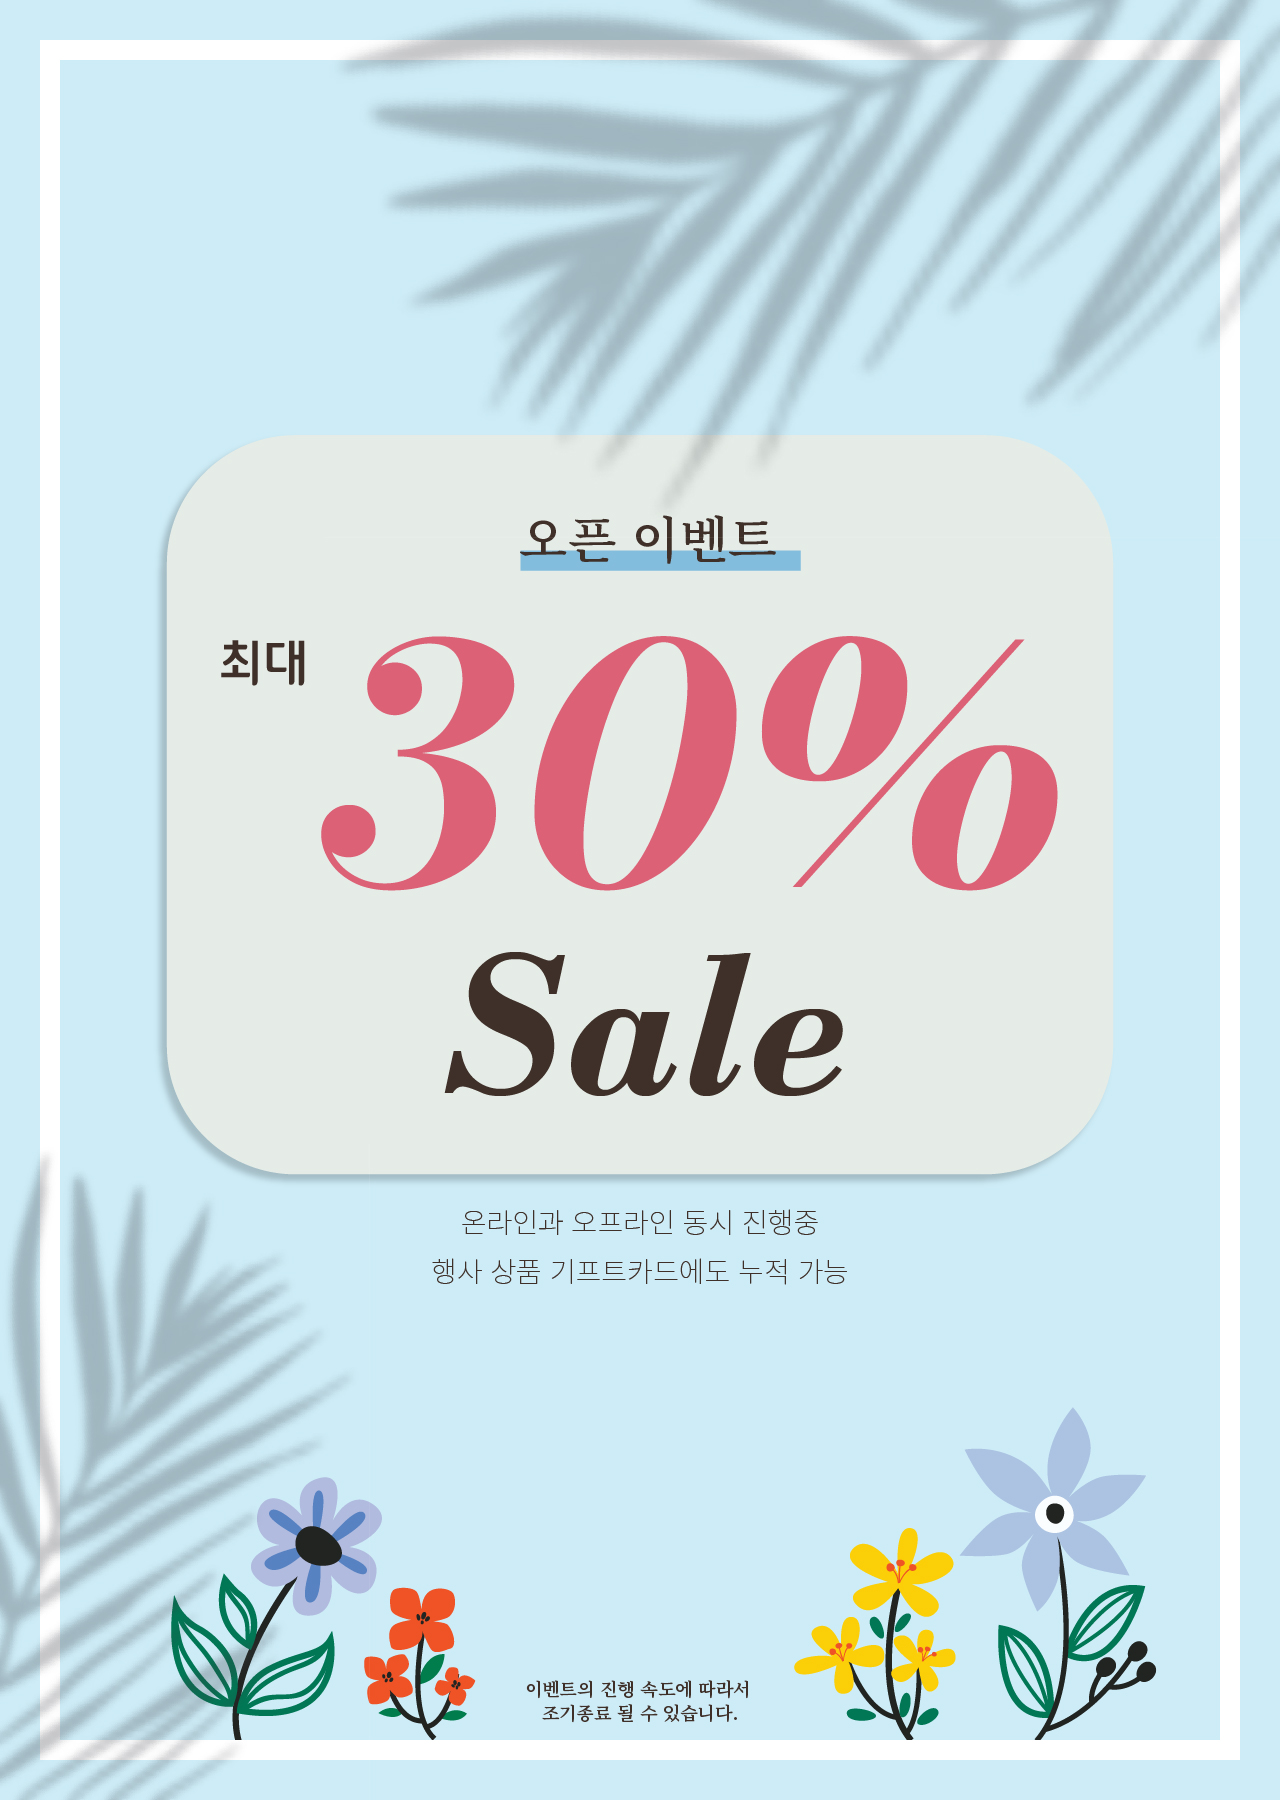 오픈 이벤트
최대
30%
Sale
온라인과 오프라인 동시 진행중
행사 상품 기프트카드에도 누적 가능
이벤트의 진행 속도에 따라서
조기종료 될 수 있습니다.